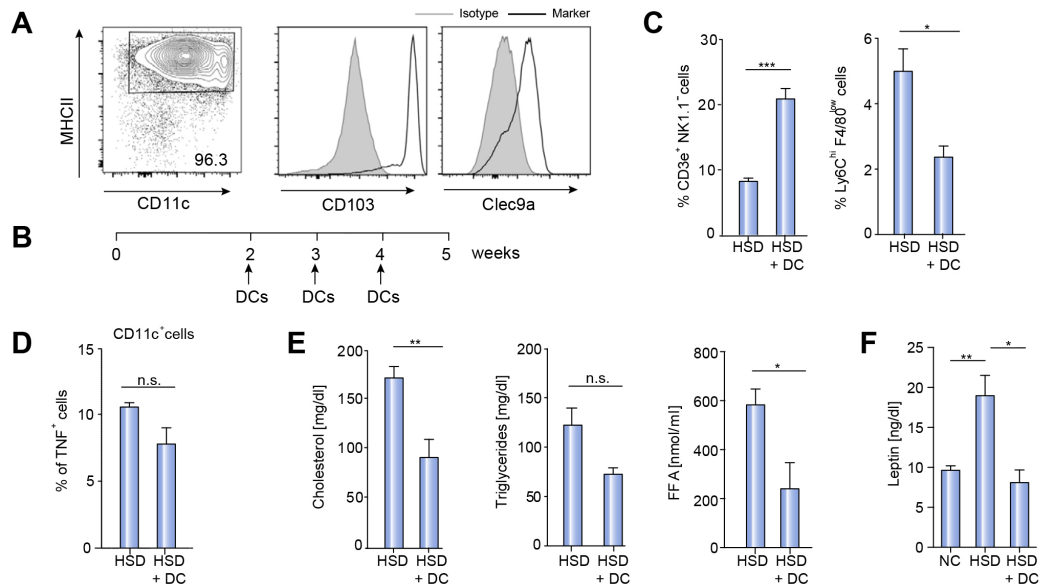 A
Isotype Marker
MHCII
96.3
CD11c
CD103
Clec9a
B
0 2 3 4 5 weeks
DCs DCs DCs
C
% CD3e⁺ NK1.1⁻ cells
30
20
10
0
***
HSD HSD
+ DC
% Ly6C^hi F4/80^low cells
6
4
2
0
*
HSD HSD
+ DC
D
CD11c⁺cells
% of TNF⁺cells
15
10
5
0
n.s.
HSD HSD
+ DC
E
Cholesterol [mg/dl]
200
150
100
50
0
**
HSD HSD
+ DC
Triglycerides [mg/dl]
200
150
100
50
0
n.s.
HSD HSD
+ DC
FF A [nmol/ml]
800
600
400
200
0
*
HSD HSD
+ DC
F
Leptin [ng/dl]
25
20
15
10
5
0
** *
NC HSD HSD
+ DC